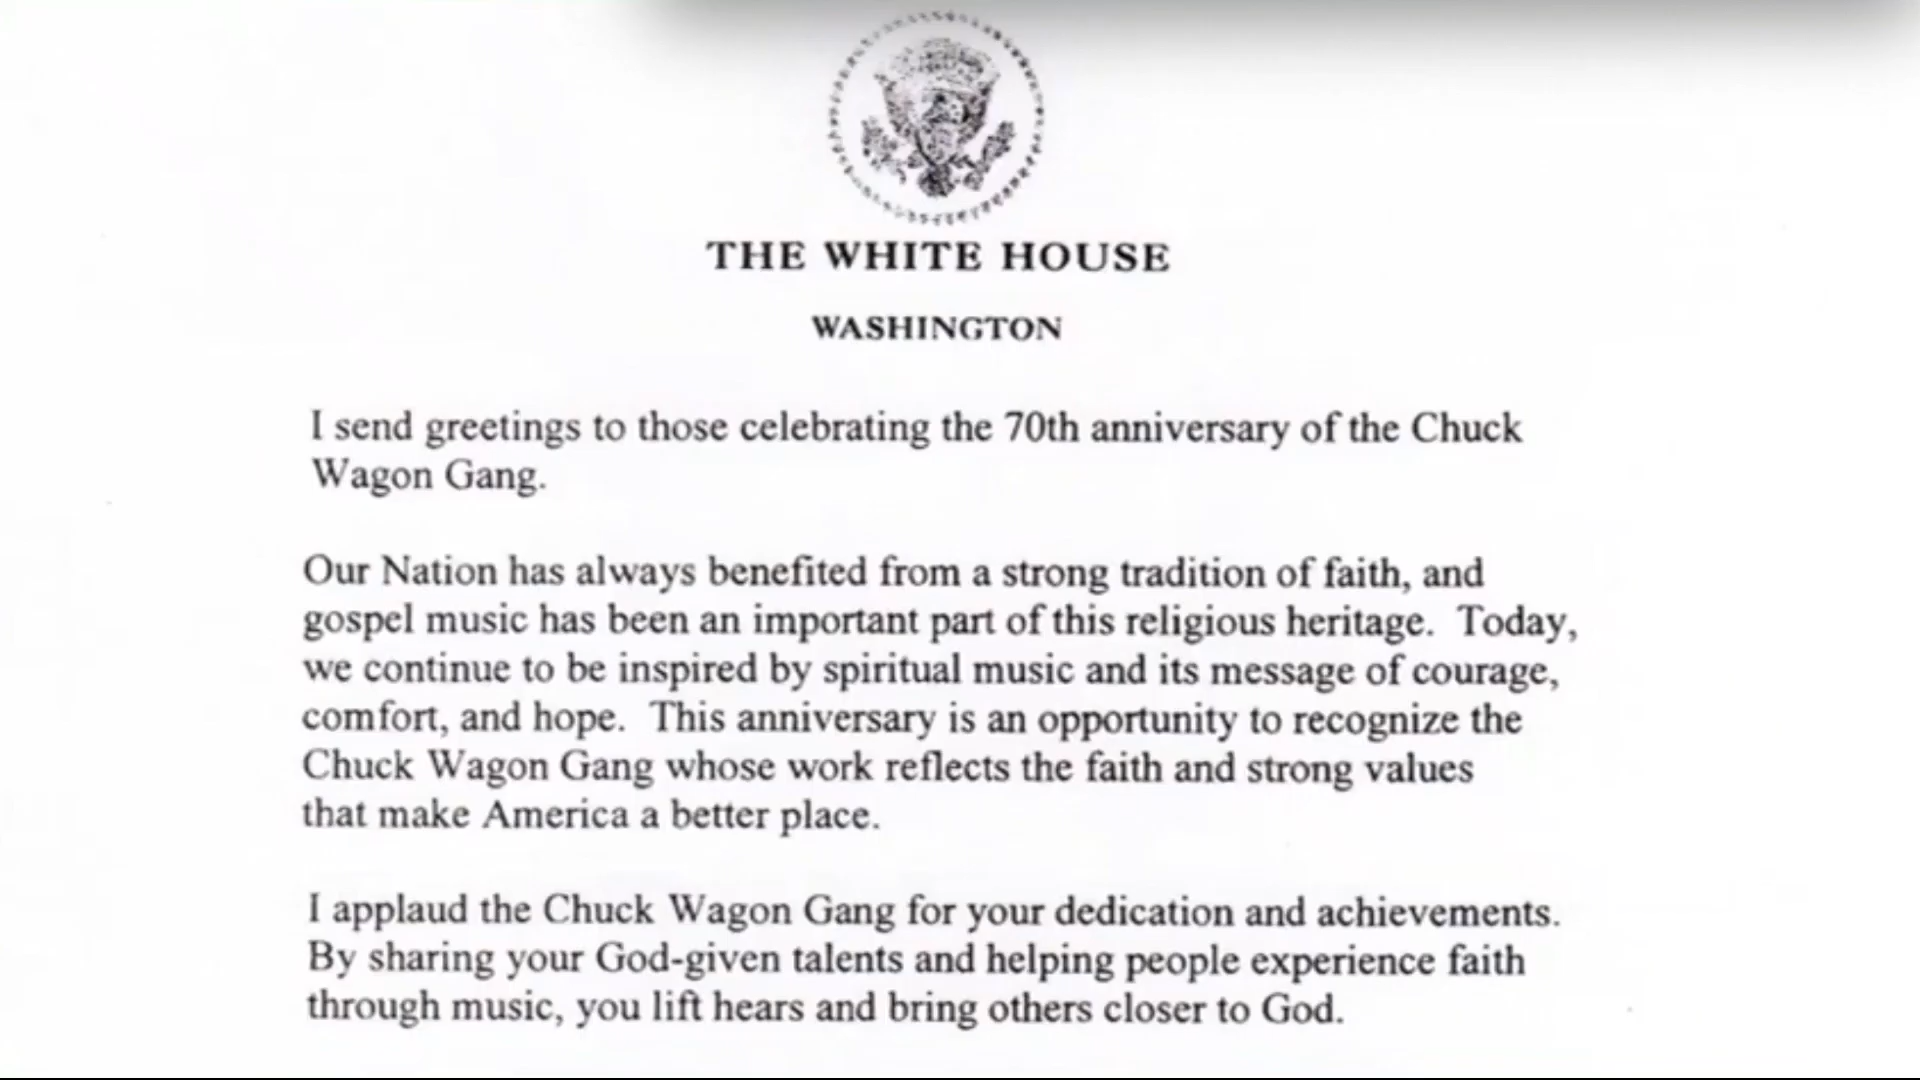 THE WHITE HOUSE
WASHINGTON
I send greetings to those celebrating the 70th anniversary of the Chuck
Wagon Gang.
Our Nation has always benefited from a strong tradition of faith, and
gospel music has been an important part of this religious heritage. Today,
we continue to be inspired by spiritual music and its message of courage,
comfort, and hope. This anniversary is an opportunity to recognize the
Chuck Wagon Gang whose work reflects the faith and strong values
that make America a better place.
I applaud the Chuck Wagon Gang for your dedication and achievements.
By sharing your God-given talents and helping people experience faith
through music, you lift hears and bring others closer to God.